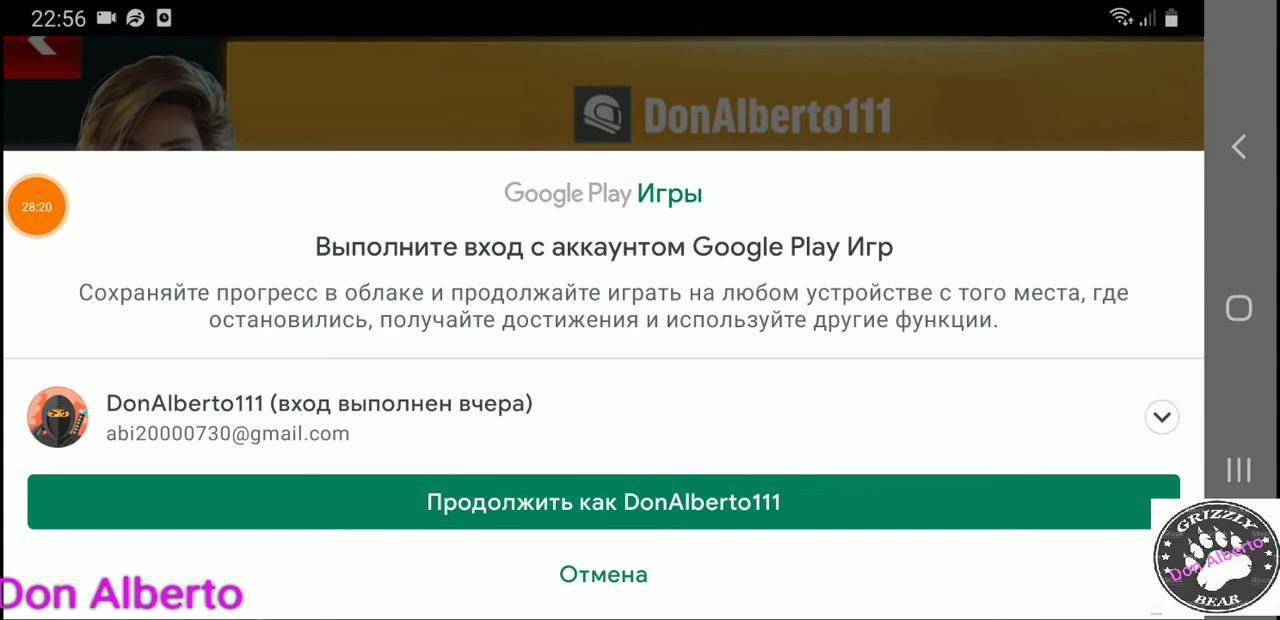 22:56
DonAlberto111
28:20
Google Play Игры
Выполните вход с аккаунтом Google Play Игр
Сохраняйте прогресс в облаке и продолжайте играть на любом устройстве с того места, где
остановились, получайте достижения и используйте другие функции.
DonAlberto111 (вход выполнен вчера)
abi20000730@gmail.com
Продолжить как DonAlberto111
Отмена
Don Alberto
GRIZZLY
Don Alberto
BEAR